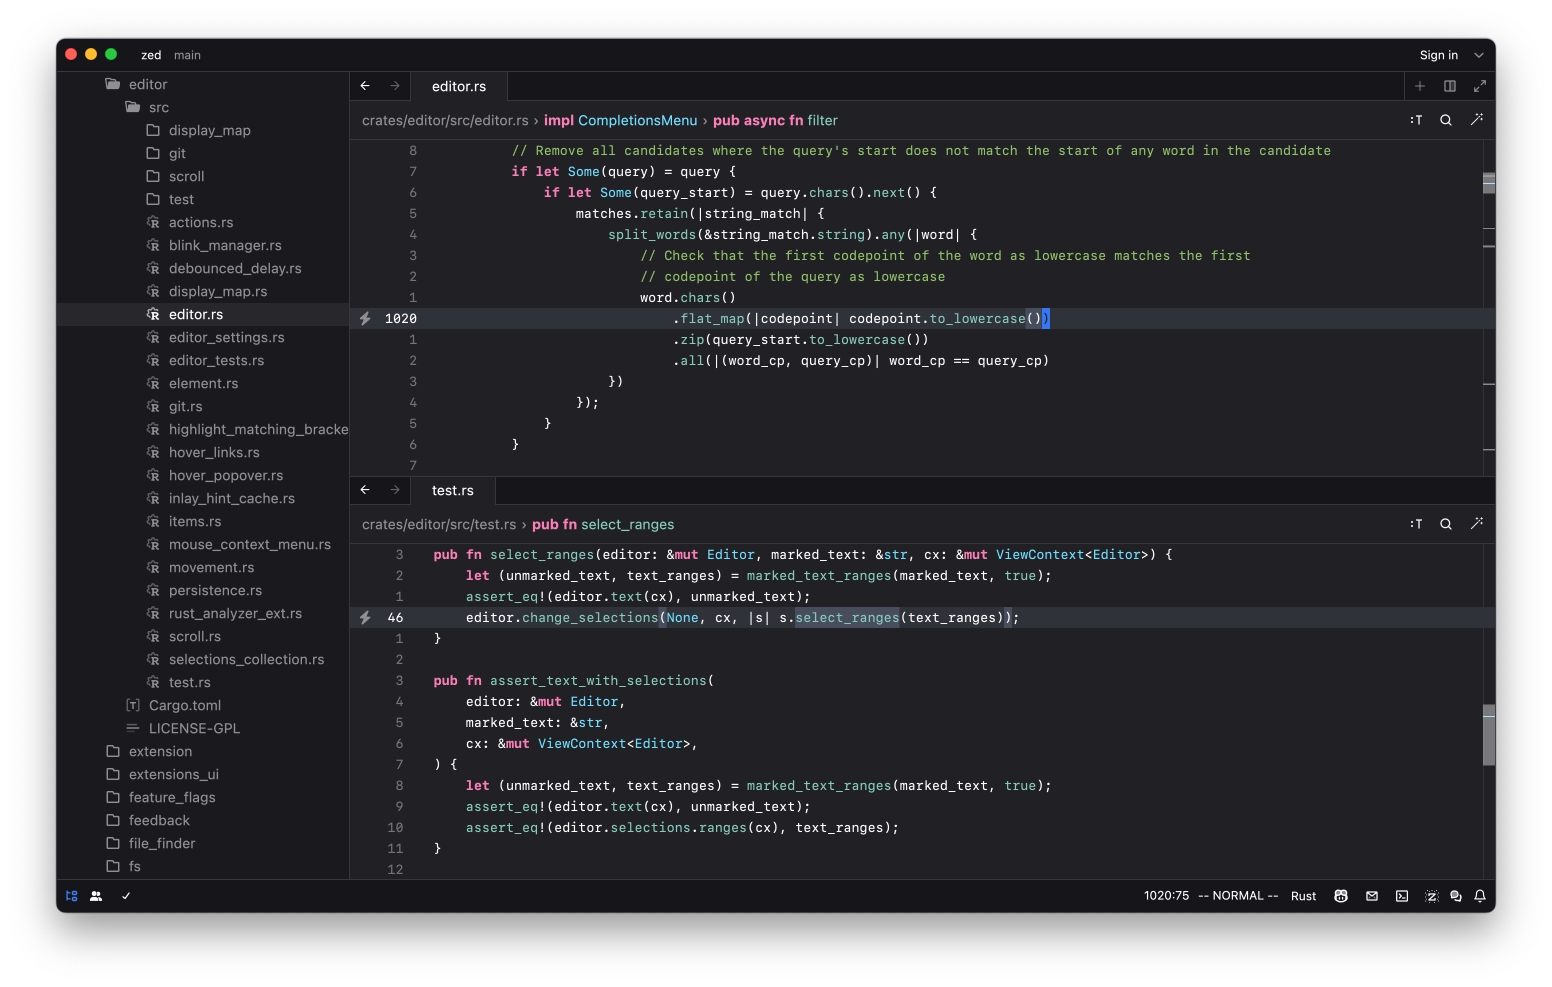 zed main
Sign in
editor
src
display_map
git
scroll
test
actions.rs
blink_manager.rs
debounced_delay.rs
display_map.rs
editor.rs
editor_settings.rs
editor_tests.rs
element.rs
git.rs
highlight_matching_bracke
hover_links.rs
hover_popover.rs
inlay_hint_cache.rs
items.rs
mouse_context_menu.rs
movement.rs
persistence.rs
rust_analyzer_ext.rs
scroll.rs
selections_collection.rs
test.rs
Cargo.toml
LICENSE-GPL
extension
extensions_ui
feature_flags
feedback
file_finder
fs
editor.rs
crates/editor/src/editor.rs › impl CompletionsMenu › pub async fn filter
:T
8 // Remove all candidates where the query's start does not match the start of any word in the candidate
7 if let Some(query) = query {
6 if let Some(query_start) = query.chars().next() {
5 matches.retain(|string_match| {
4 split_words(&string_match.string).any(|word| {
3 // Check that the first codepoint of the word as lowercase matches the first
2 // codepoint of the query as lowercase
1 word.chars()
1020 .flat_map(|codepoint| codepoint.to_lowercase())
1 .zip(query_start.to_lowercase())
2 .all(|(word_cp, query_cp)| word_cp == query_cp)
3 })
4 });
5 }
6 }
7
test.rs
crates/editor/src/test.rs › pub fn select_ranges
:T
3 pub fn select_ranges(editor: &mut Editor, marked_text: &str, cx: &mut ViewContext<Editor>) {
2 let (unmarked_text, text_ranges) = marked_text_ranges(marked_text, true);
1 assert_eq!(editor.text(cx), unmarked_text);
46 editor.change_selections(None, cx, |s| s.select_ranges(text_ranges));
1 }
2
3 pub fn assert_text_with_selections(
4 editor: &mut Editor,
5 marked_text: &str,
6 cx: &mut ViewContext<Editor>,
7 ) {
8 let (unmarked_text, text_ranges) = marked_text_ranges(marked_text, true);
9 assert_eq!(editor.text(cx), unmarked_text);
10 assert_eq!(editor.selections.ranges(cx), text_ranges);
11 }
12
1020:75 -- NORMAL -- Rust